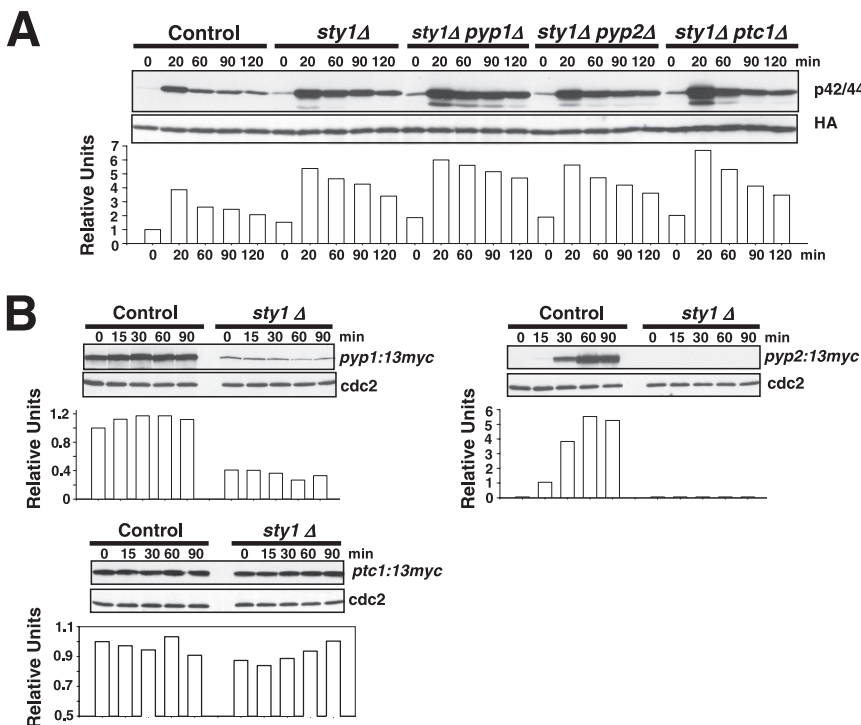 A
Control sty1Δ sty1Δ pyp1Δ sty1Δ pyp2Δ sty1Δ ptc1Δ
0 20 60 90 120 0 20 60 90 120 0 20 60 90 120 0 20 60 90 120 0 20 60 90 120 min
p42/44
HA
Relative Units
7
6
5
4
3
2
1
0
0 20 60 90 120 0 20 60 90 120 0 20 60 90 120 0 20 60 90 120 0 20 60 90 120 min
B
Control sty1 Δ
0 15 30 60 90 0 15 30 60 90 min
pyp1:13myc
cdc2
Relative Units
1.2
0.8
0.4
0
Control sty1 Δ
0 15 30 60 90 0 15 30 60 90 min
pyp2:13myc
cdc2
Relative Units
6
5
4
3
2
1
0
Control sty1 Δ
0 15 30 60 90 0 15 30 60 90 min
ptc1:13myc
cdc2
Relative Units
1.1
0.9
0.7
0.5